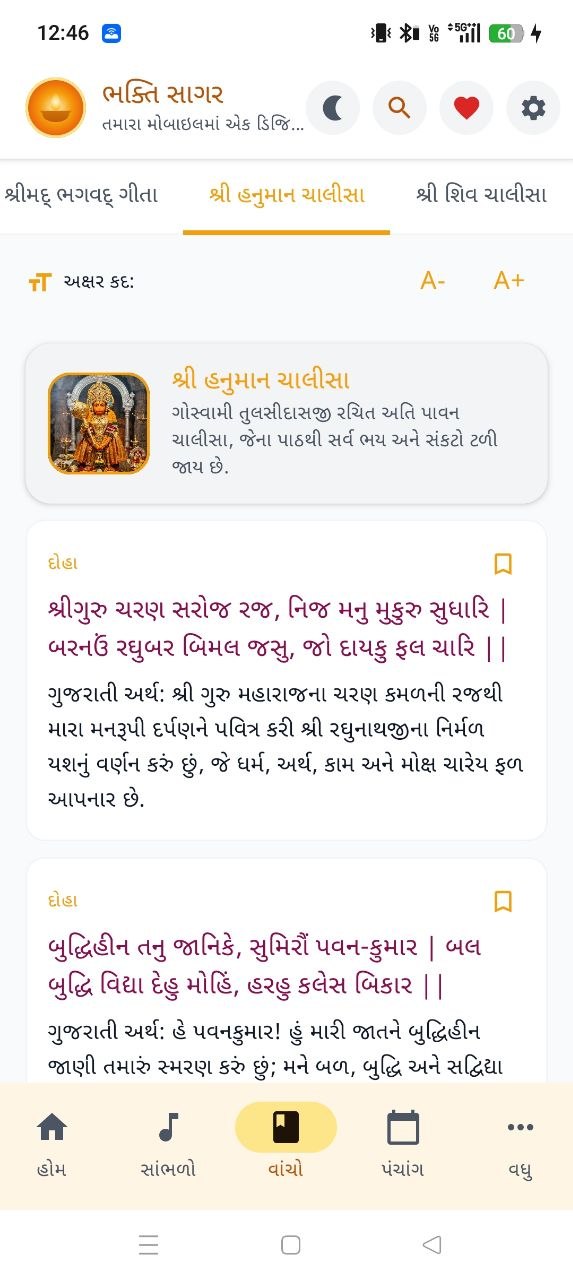 12:46
Vo 5G
5G
60
ભક્તિ સાગર
તમારા મોબાઇલમાં એક ડિજિ...
શ્રીમદ્ ભગવદ્ ગીતા શ્રી હનુમાન ચાલીસા શ્રી શિવ ચાલીસા
અક્ષર કદ: A- A+
શ્રી હનુમાન ચાલીસા
ગોસ્વામી તુલસીદાસજી રચિત અતિ પાવન
ચાલીસા, જેના પાઠથી સર્વ ભય અને સંકટો ટળી
જાય છે.
દોહા
શ્રીગુરુ ચરણ સરોજ રજ, નિજ મનુ મુકુરુ સુધારિ |
બરનઉં રઘુબર બિમલ જસુ, જો દાયકુ ફલ ચારિ ||
ગુજરાતી અર્થ: શ્રી ગુરુ મહારાજના ચરણ કમળની રજથી
મારા મનરૂપી દર્પણને પવિત્ર કરી શ્રી રઘુનાથજીના નિર્મળ
યશનું વર્ણન કરું છું, જે ધર્મ, અર્થ, કામ અને મોક્ષ ચારેય ફળ
આપનાર છે.
દોહા
બુદ્ધિહીન તનુ જાનિકે, સુમિરૌં પવન-કુમાર | બલ
બુદ્ધિ વિદ્યા દેહુ મોહિં, હરહુ કલેસ બિકાર ||
ગુજરાતી અર્થ: હે પવનકુમાર! હું મારી જાતને બુદ્ધિહીન
જાણી તમારું સ્મરણ કરું છું; મને બળ, બુદ્ધિ અને સદ્વિદ્યા
હોમ સાંભળો વાંચો પંચાંગ વધુ